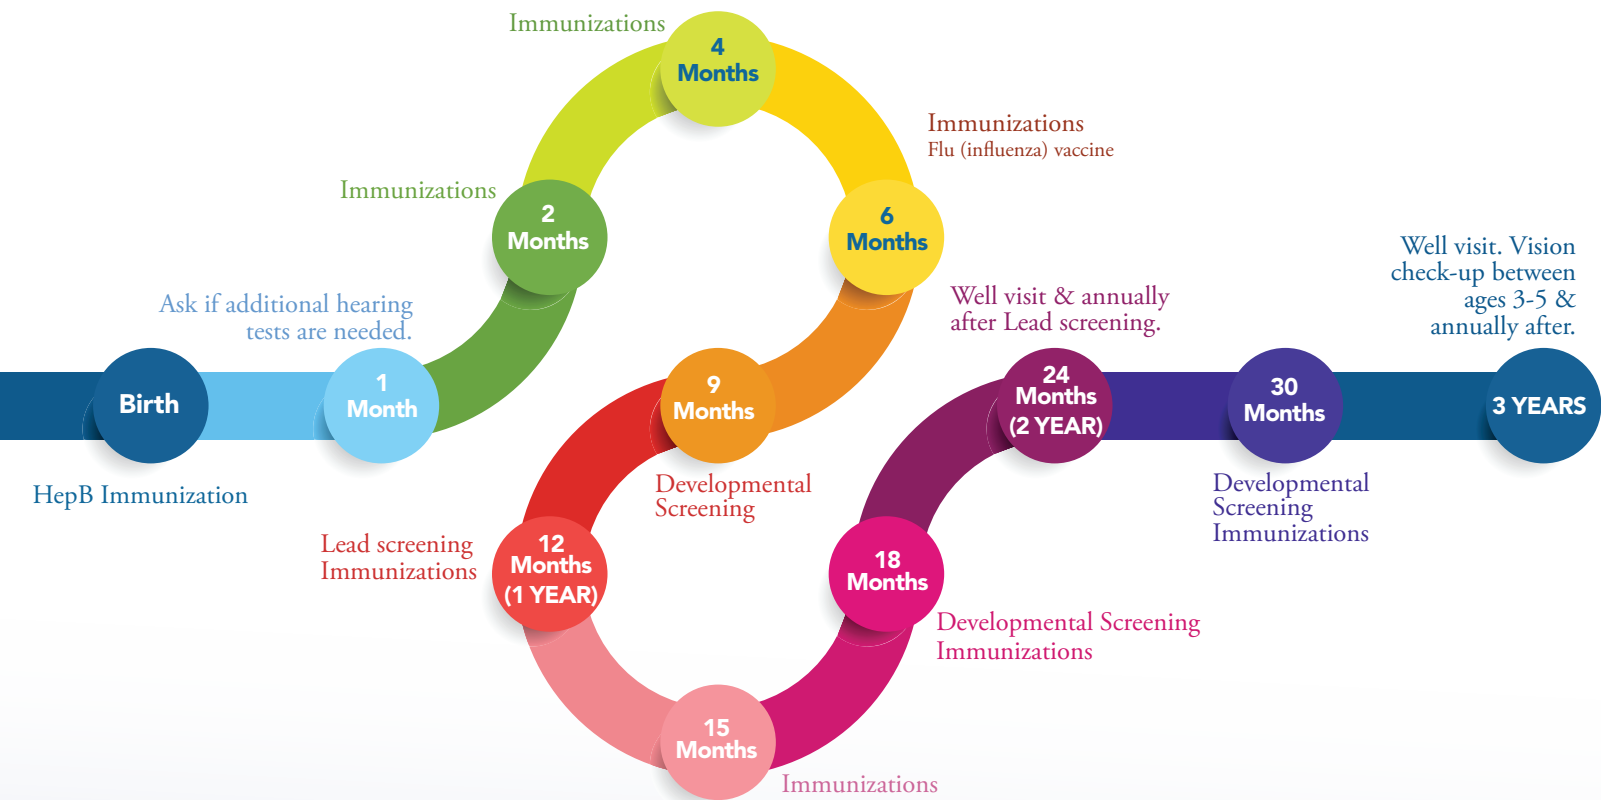 Birth
HepB Immunization
1
Month
Ask if additional hearing
tests are needed.
2
Months
Immunizations
4
Months
Immunizations
6
Months
Immunizations
Flu (influenza) vaccine
9
Months
Developmental
Screening
12
Months
(1 YEAR)
Lead screening
Immunizations
15
Months
Immunizations
18
Months
Developmental Screening
Immunizations
24
Months
(2 YEAR)
Well visit & annually
after Lead screening.
30
Months
Developmental
Screening
Immunizations
3 YEARS
Well visit. Vision
check-up between
ages 3-5 &
annually after.